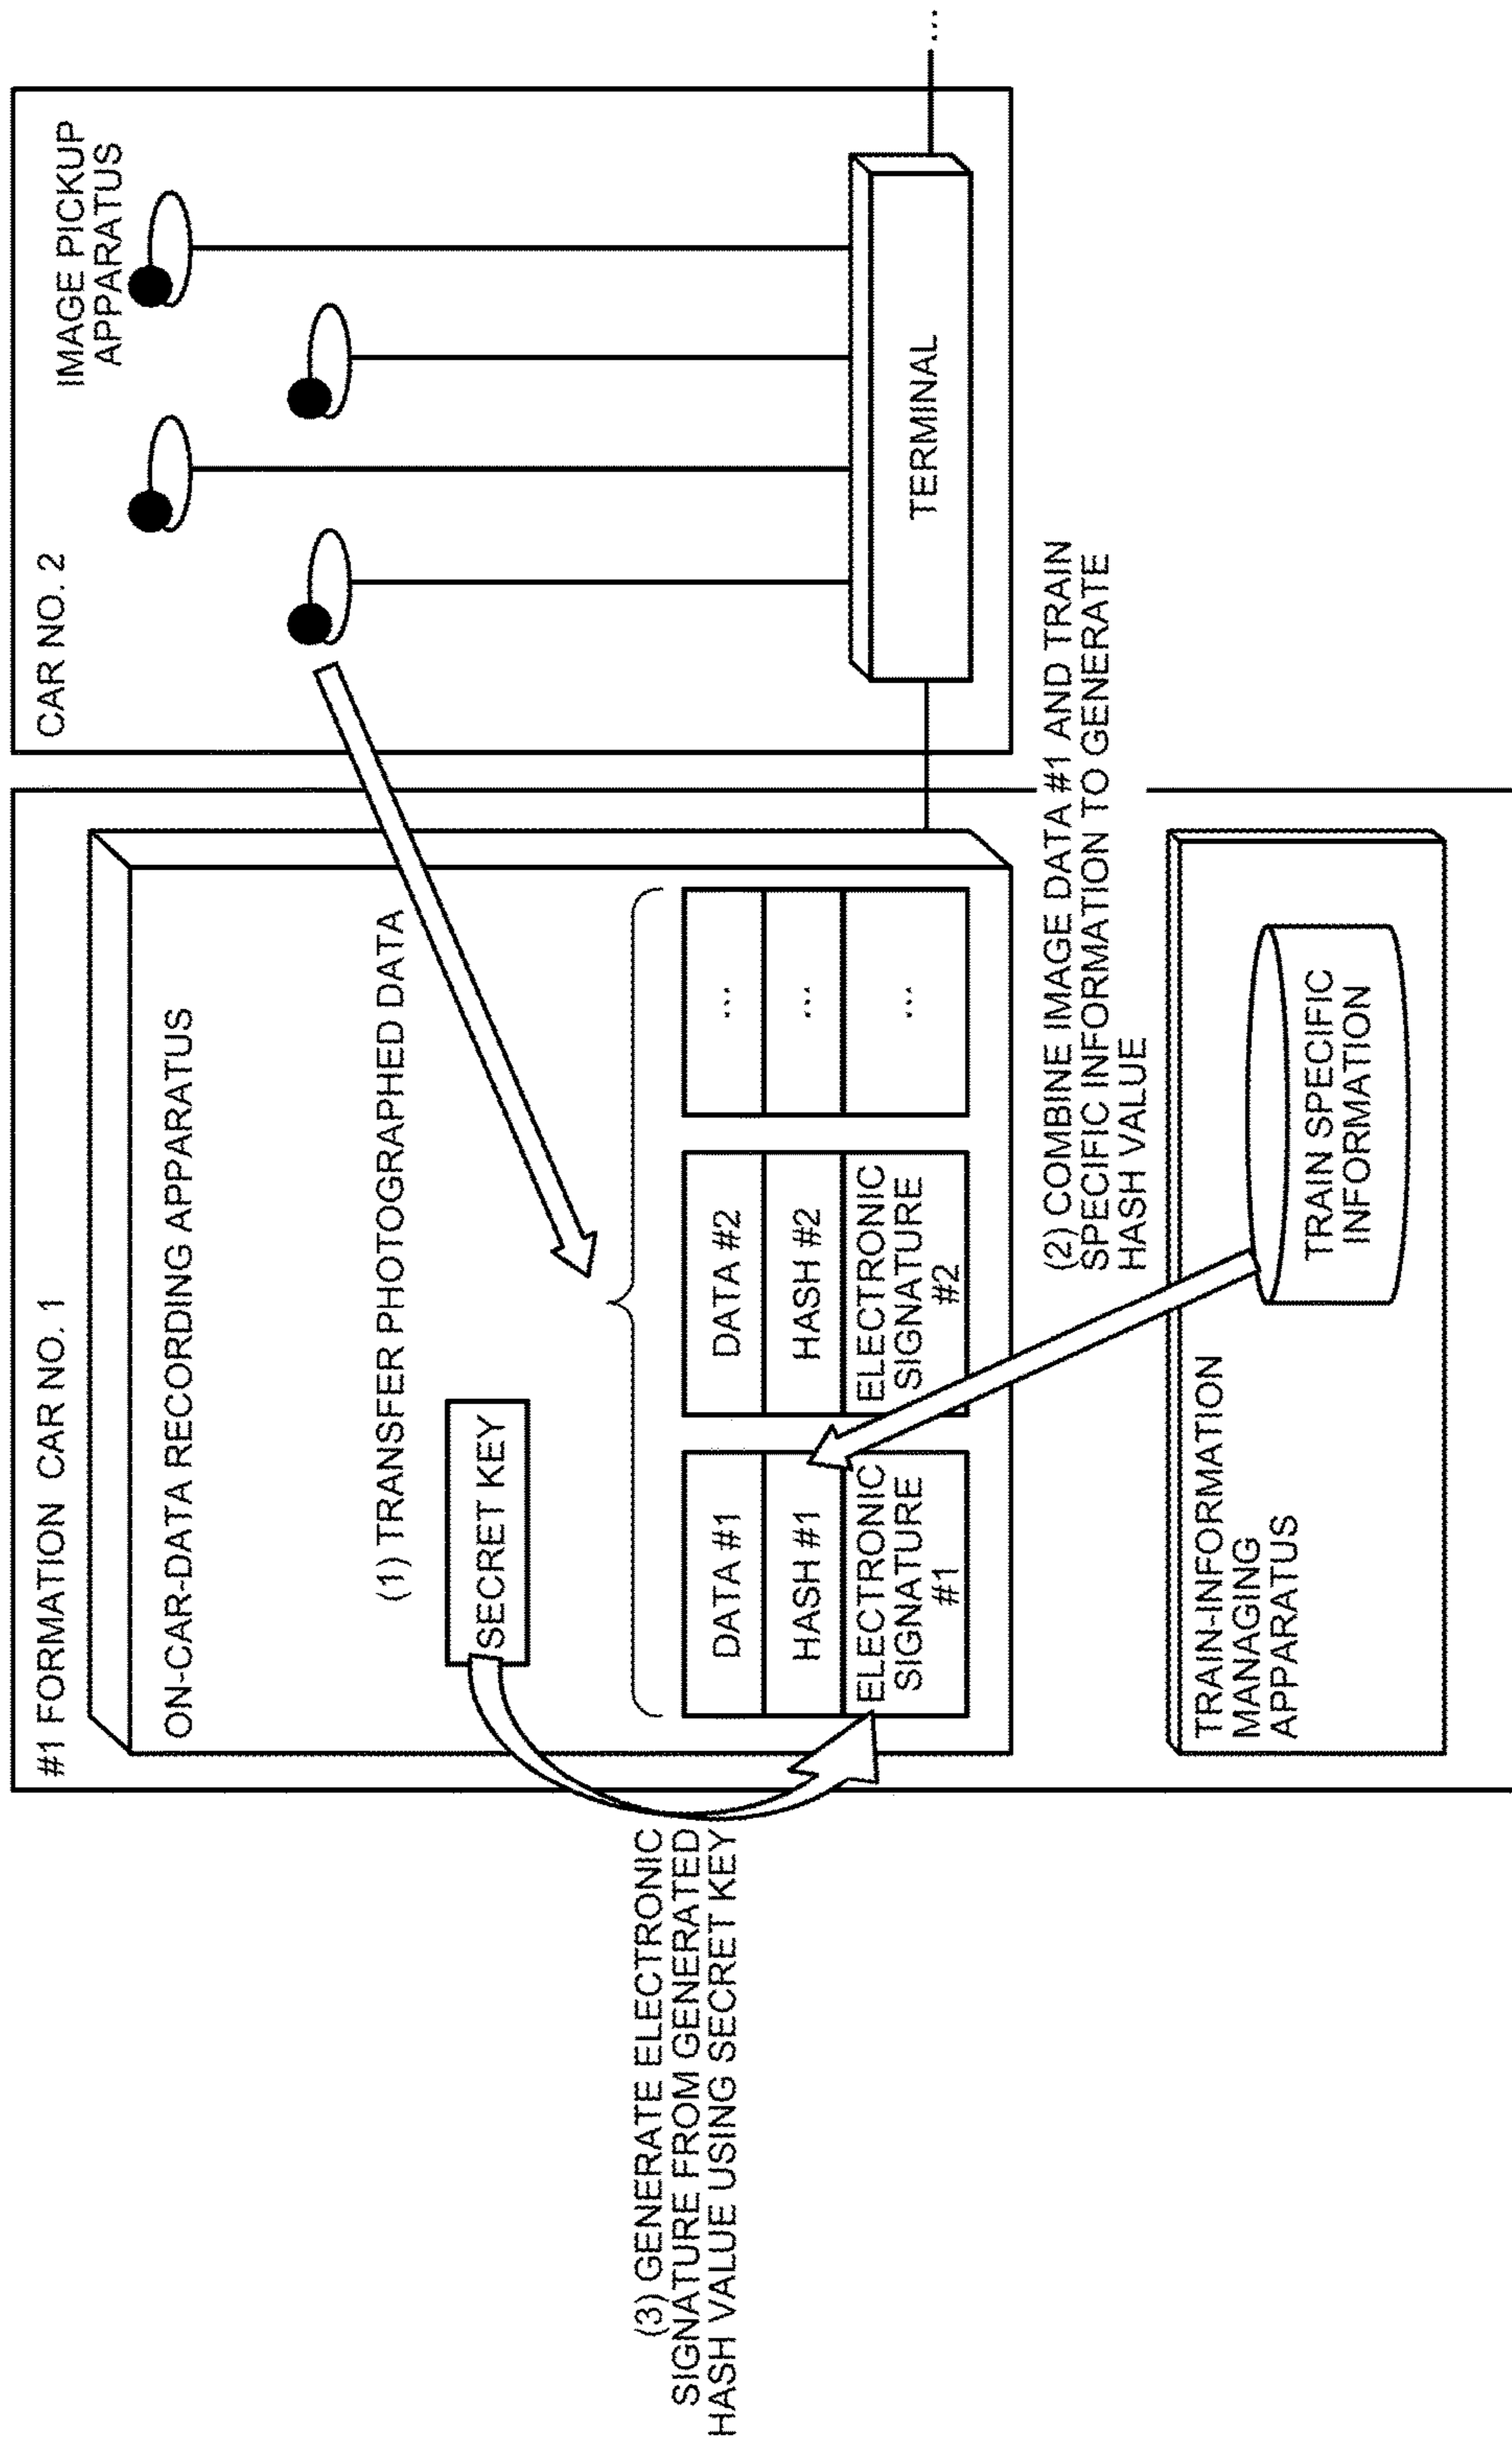 #1 FORMATION CAR NO. 1
ON-CAR-DATA RECORDING APPARATUS
(1) TRANSFER PHOTOGRAPHED DATA
SECRET KEY
DATA #1
HASH #1
ELECTRONIC
SIGNATURE
#1
DATA #2
HASH #2
ELECTRONIC
SIGNATURE
#2
...
...
...
(3) GENERATE ELECTRONIC
SIGNATURE FROM GENERATED
HASH VALUE USING SECRET KEY
CAR NO. 2
IMAGE PICKUP
APPARATUS
TERMINAL
...
(2) COMBINE IMAGE DATA #1 AND TRAIN
SPECIFIC INFORMATION TO GENERATE
HASH VALUE
TRAIN-INFORMATION
MANAGING
APPARATUS
TRAIN SPECIFIC
INFORMATION